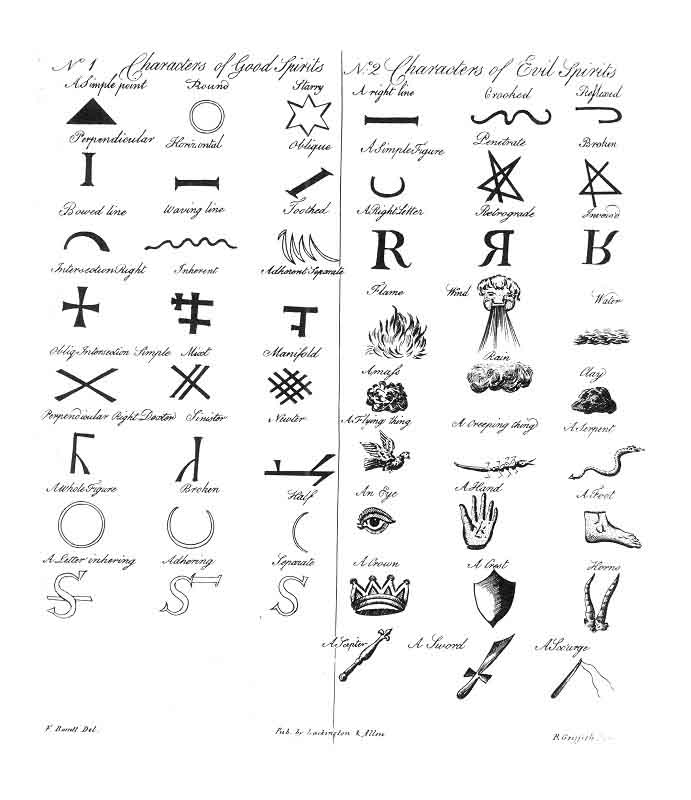 No 1 Characters of Good Spirits
A Simple point Round Starry
Perpendicular Horizontal Oblique
Bowed line Waving line Toothed
Intersection Right Inherent Adherent Separate
Obliq Intersection Simple Mixt Manifold
Perpendicular Right Dexter Sinister Newter
A Whole Figure Broken Half
A Letter inhering Adhering Separate
S S S
No 2 Characters of Evil Spirits
A right line Crooked Reflexed
A Simple Figure Penetrate Broken
A Right Letter Retrograde Invers'd
R Я R
Flame Wind Water
A mass Rain Clay
A Flying thing A Creeping thing A Serpent
An Eye A Hand A Foot
A Crown A Crest Horns
A Scepter A Sword A Scourge
F. Barrett Del.
Pub. by Lackington & Allen
R Griffith